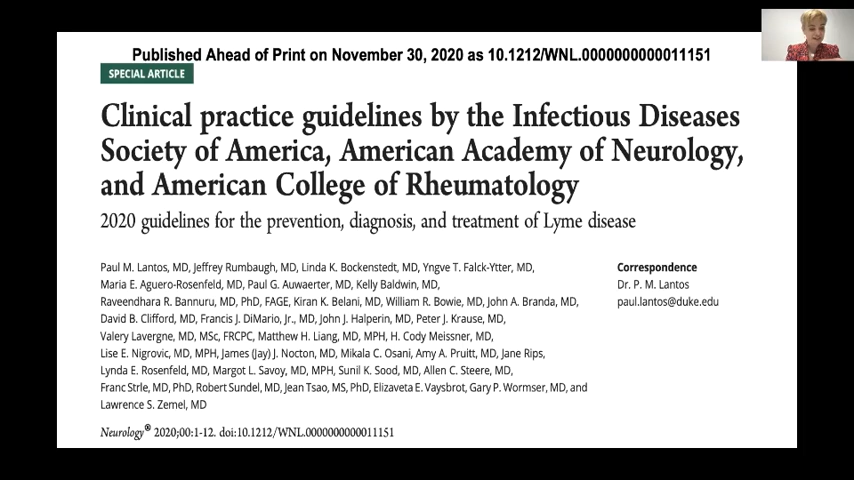 Published Ahead of Print on November 30, 2020 as 10.1212/WNL.0000000000011151
SPECIAL ARTICLE
Clinical practice guidelines by the Infectious Diseases
Society of America, American Academy of Neurology,
and American College of Rheumatology
2020 guidelines for the prevention, diagnosis, and treatment of Lyme disease
Paul M. Lantos, MD, Jeffrey Rumbaugh, MD, Linda K. Bockenstedt, MD, Yngve T. Falck-Ytter, MD,
Maria E. Aguero-Rosenfeld, MD, Paul G. Auwaerter, MD, Kelly Baldwin, MD,
Raveendhara R. Bannuru, MD, PhD, FAGE, Kiran K. Belani, MD, William R. Bowie, MD, John A. Branda, MD,
David B. Clifford, MD, Francis J. DiMario, Jr., MD, John J. Halperin, MD, Peter J. Krause, MD,
Valery Lavergne, MD, MSc, FRCPC, Matthew H. Liang, MD, MPH, H. Cody Meissner, MD,
Lise E. Nigrovic, MD, MPH, James (Jay) J. Nocton, MD, Mikala C. Osani, Amy A. Pruitt, MD, Jane Rips,
Lynda E. Rosenfeld, MD, Margot L. Savoy, MD, MPH, Sunil K. Sood, MD, Allen C. Steere, MD,
Franc Strle, MD, PhD, Robert Sundel, MD, Jean Tsao, MS, PhD, Elizaveta E. Vaysbrot, MD, Gary P. Wormser, MD, and
Lawrence S. Zemel, MD
Correspondence
Dr. P. M. Lantos
paul.lantos@duke.edu
Neurology® 2020;00:1-12. doi:10.1212/WNL.0000000000011151